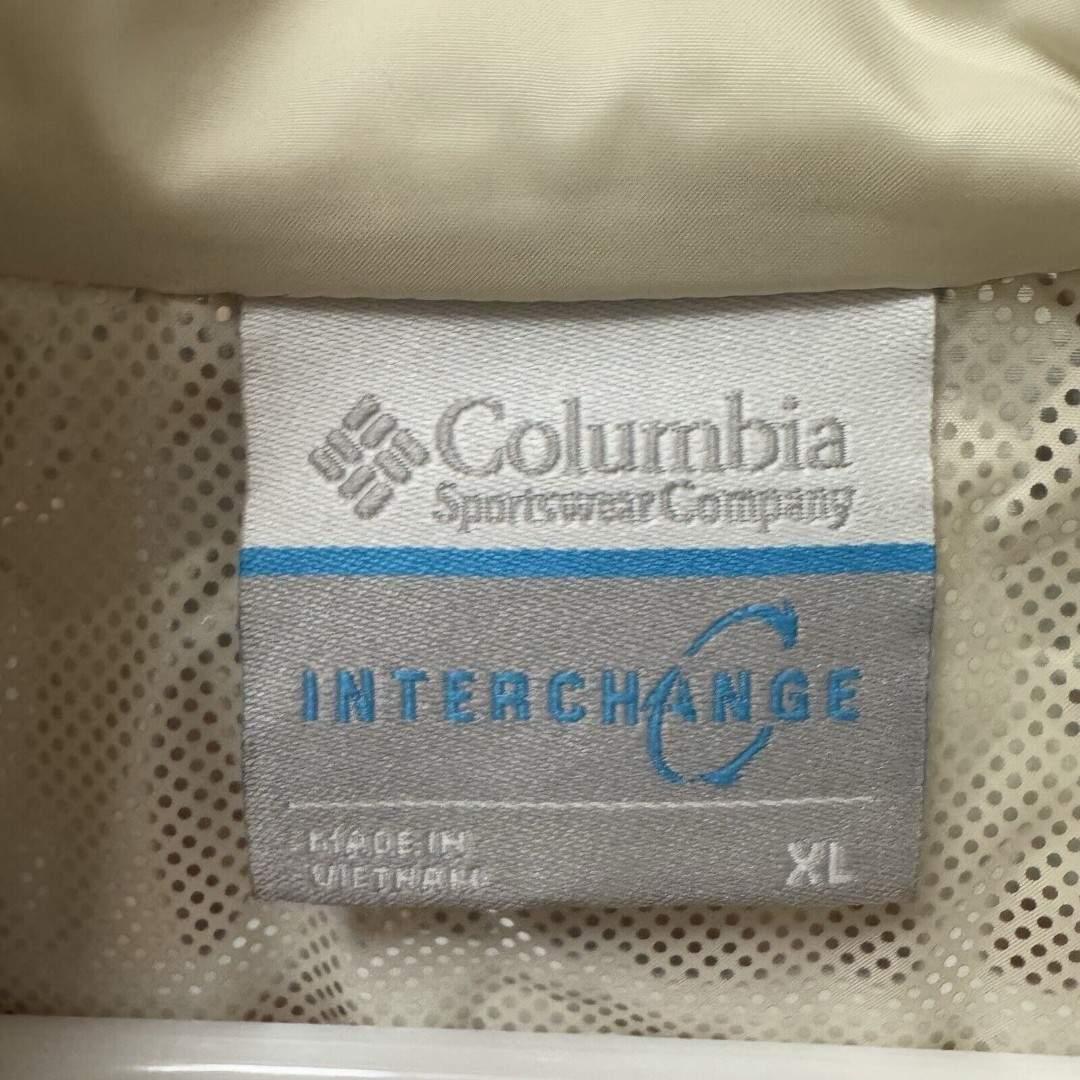 Columbia
Sportswear Company
INTERCHANGE
MADE IN
VIETNAM
XL